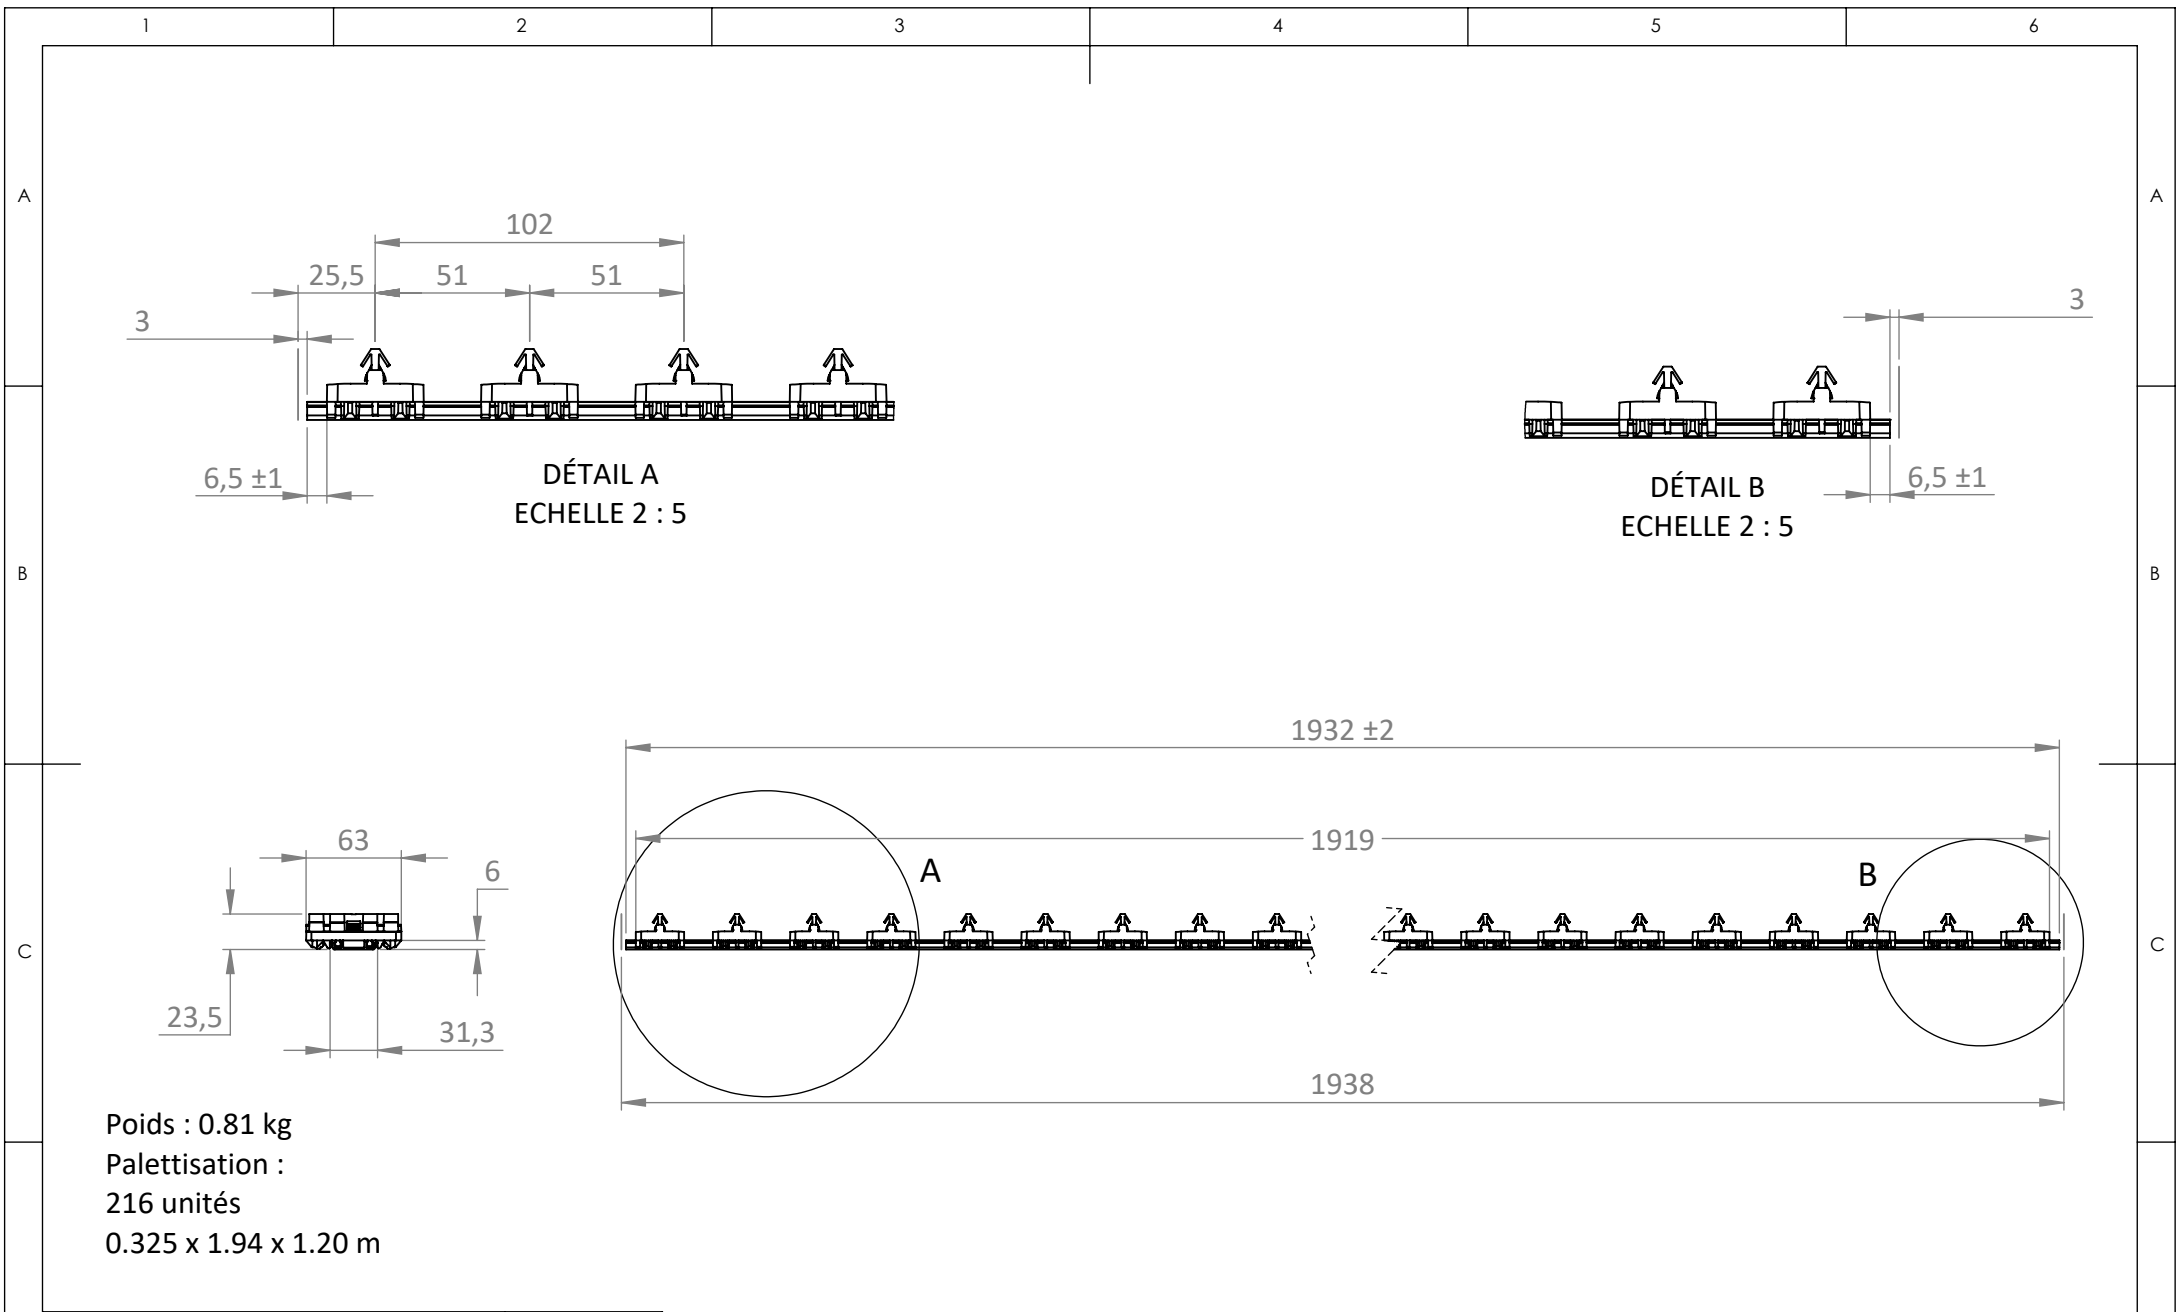 1 2 3 4 5 6
A A
102
25,5 51 51
3
3
6,5 ±1
DÉTAIL A
ECHELLE 2 : 5
6,5 ±1
DÉTAIL B
ECHELLE 2 : 5
B B
1932 ±2
63
6
1919
A
B
C C
23,5
31,3
1938
Poids : 0.81 kg
Palettisation :
216 unités
0.325 x 1.94 x 1.20 m